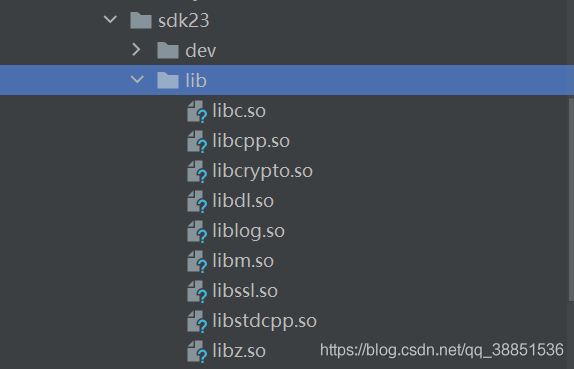 sdk23
dev
lib
libc.so
libcpp.so
libcrypto.so
libdl.so
liblog.so
libm.so
libssl.so
libstdcpp.so
libz.so
https://blog.csdn.net/qq_38851536